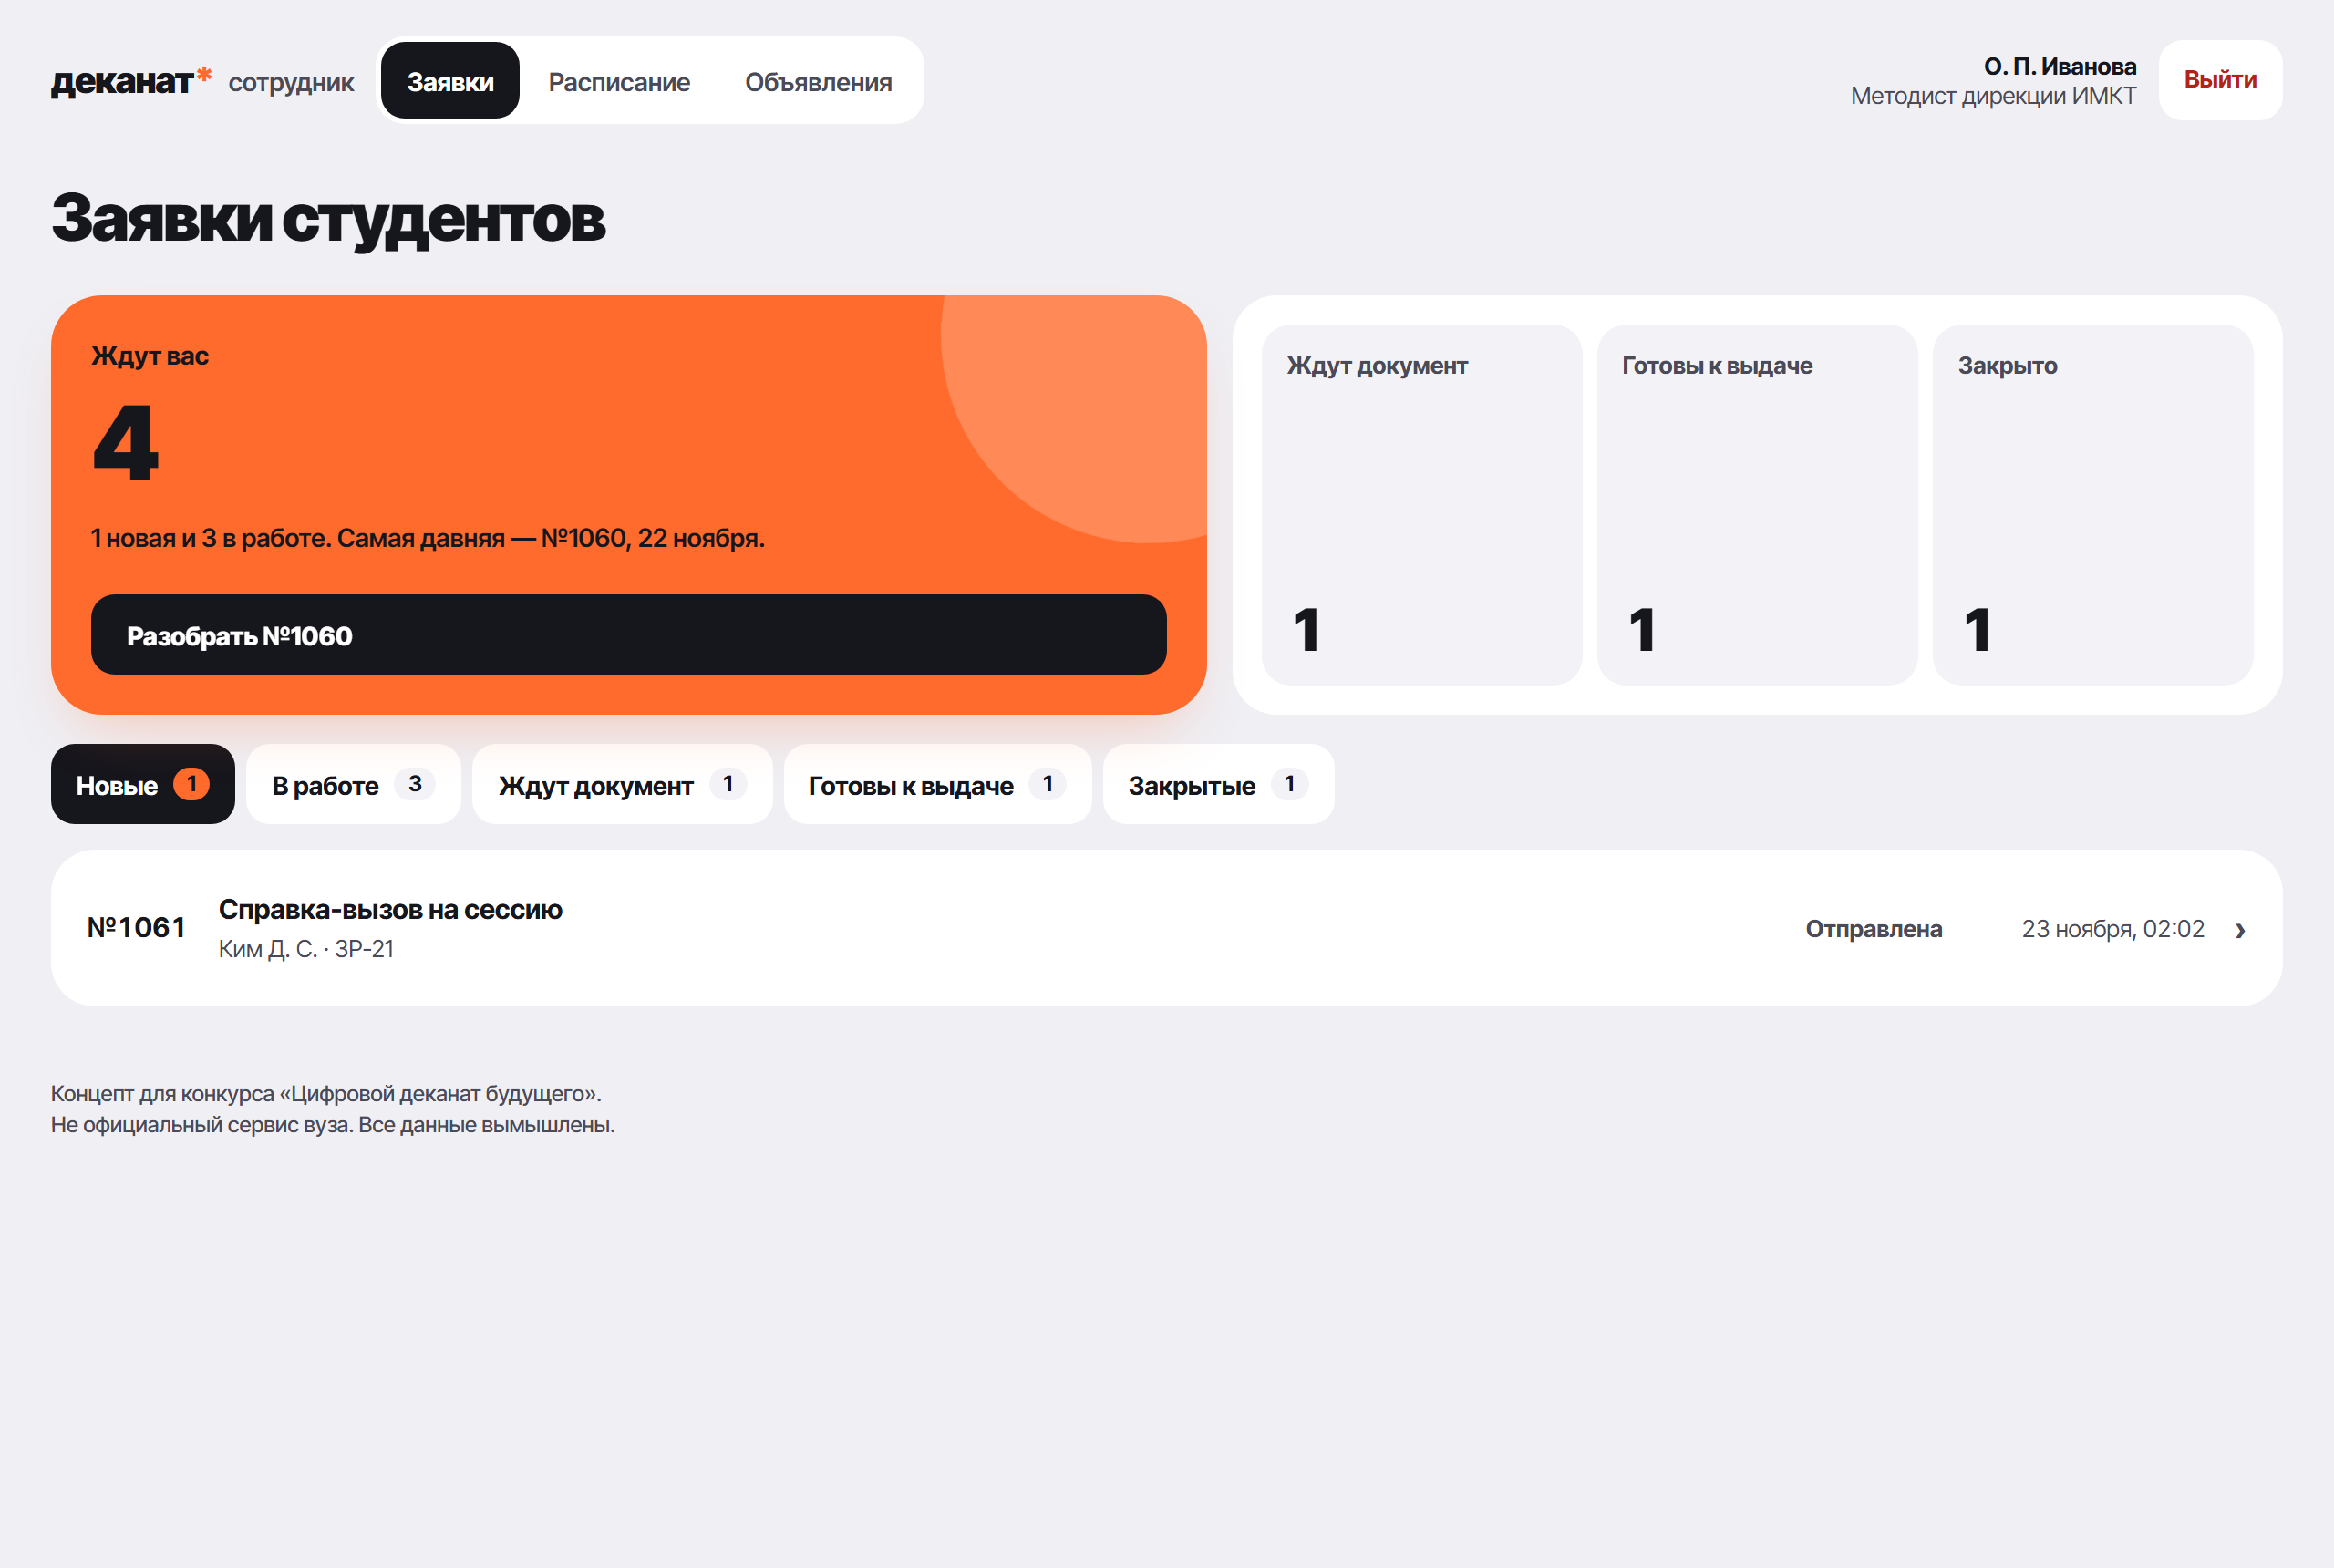 деканат* сотрудник Заявки Расписание Объявления
О. П. Иванова
Методист дирекции ИМКТ
Выйти
Заявки студентов
Ждут вас
4
1 новая и 3 в работе. Самая давняя — №1060, 22 ноября.
Разобрать №1060
Ждут документ
1
Готовы к выдаче
1
Закрыто
1
Новые 1 В работе 3 Ждут документ 1 Готовы к выдаче 1 Закрытые 1
№1061
Справка-вызов на сессию
Ким Д. С. · ЗР-21
Отправлена 23 ноября, 02:02 ›
Концепт для конкурса «Цифровой деканат будущего».
Не официальный сервис вуза. Все данные вымышлены.